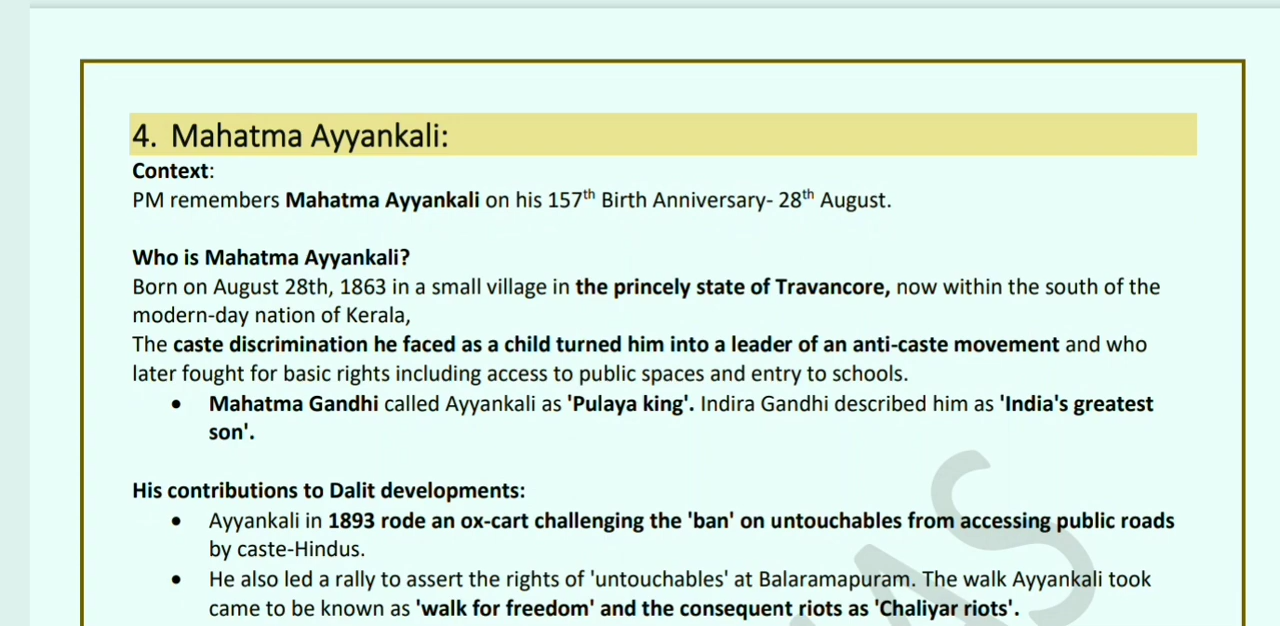 4. Mahatma Ayyankali:
Context:
PM remembers Mahatma Ayyankali on his 157th Birth Anniversary- 28th August.
Who is Mahatma Ayyankali?
Born on August 28th, 1863 in a small village in the princely state of Travancore, now within the south of the
modern-day nation of Kerala,
The caste discrimination he faced as a child turned him into a leader of an anti-caste movement and who
later fought for basic rights including access to public spaces and entry to schools.
• Mahatma Gandhi called Ayyankali as 'Pulaya king'. Indira Gandhi described him as 'India's greatest
son'.
His contributions to Dalit developments:
• Ayyankali in 1893 rode an ox-cart challenging the 'ban' on untouchables from accessing public roads
by caste-Hindus.
• He also led a rally to assert the rights of 'untouchables' at Balaramapuram. The walk Ayyankali took
came to be known as 'walk for freedom' and the consequent riots as 'Chaliyar riots'.